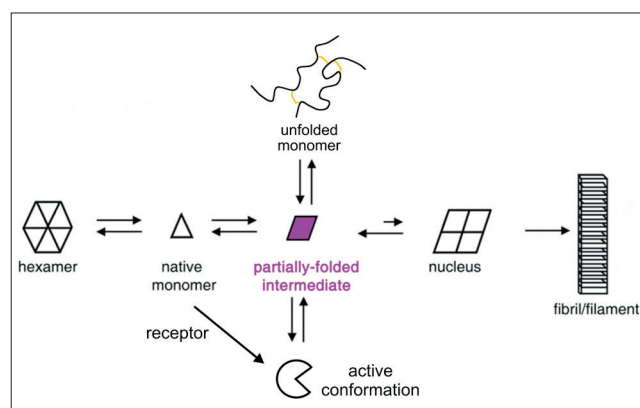 unfolded
monomer
hexamer
native
monomer
partially-folded
intermediate
nucleus
fibril/filament
receptor
active
conformation